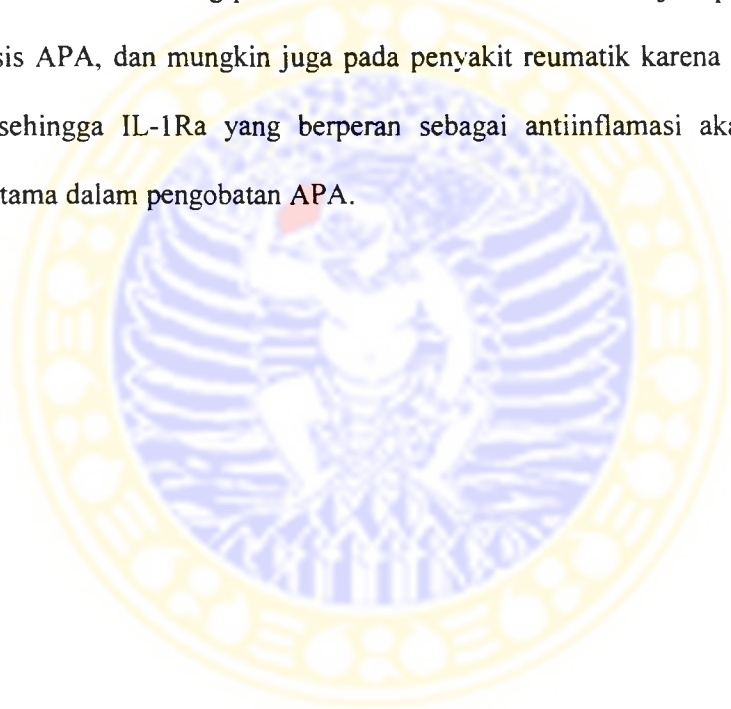 sis APA, dan mungkin juga pada penyakit reumatik karena
sehingga IL-1Ra yang berperan sebagai antiinflamasi
tama dalam pengobatan APA.